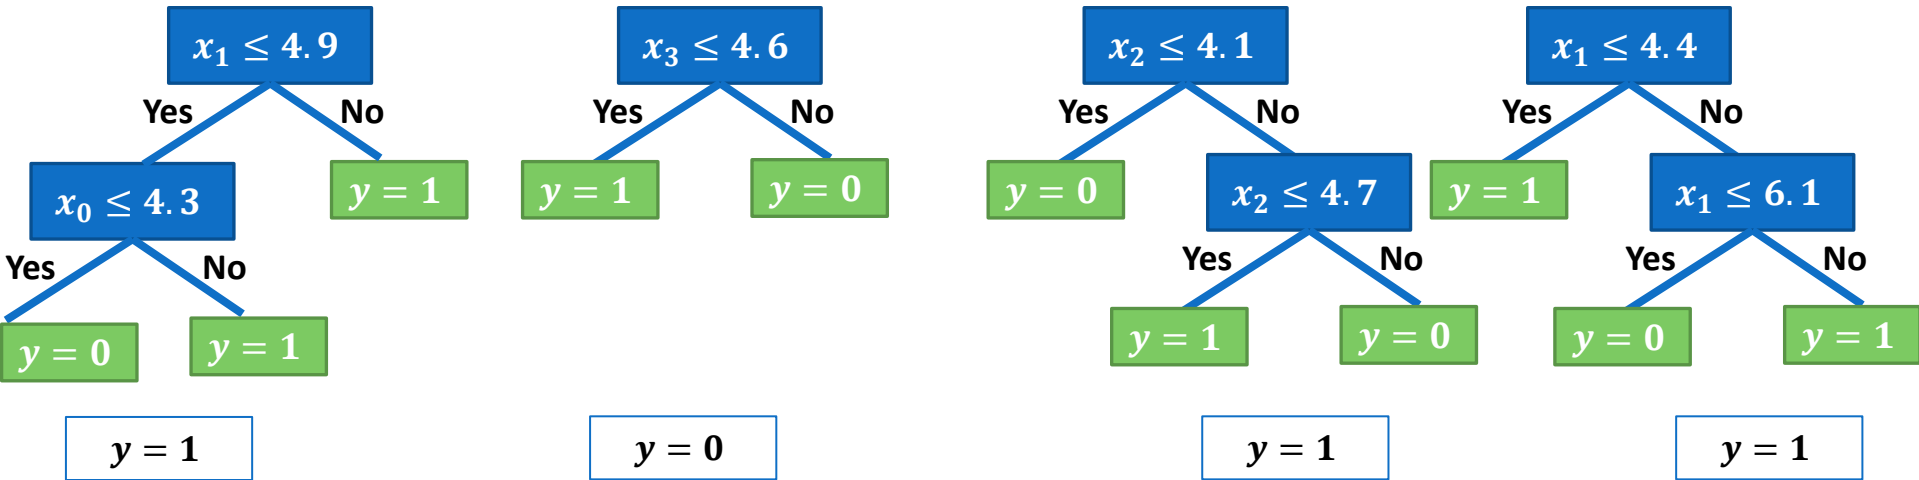 x₁ ≤ 4.9
x₃ ≤ 4.6
x₂ ≤ 4.1
x₁ ≤ 4.4
Yes
No
Yes
No
Yes
No
Yes
No
x₀ ≤ 4.3
y = 1
y = 1
y = 0
y = 0
x₂ ≤ 4.7
y = 1
x₁ ≤ 6.1
Yes
No
Yes
No
Yes
No
y = 0
y = 1
y = 1
y = 0
y = 0
y = 1
y = 1
y = 0
y = 1
y = 1